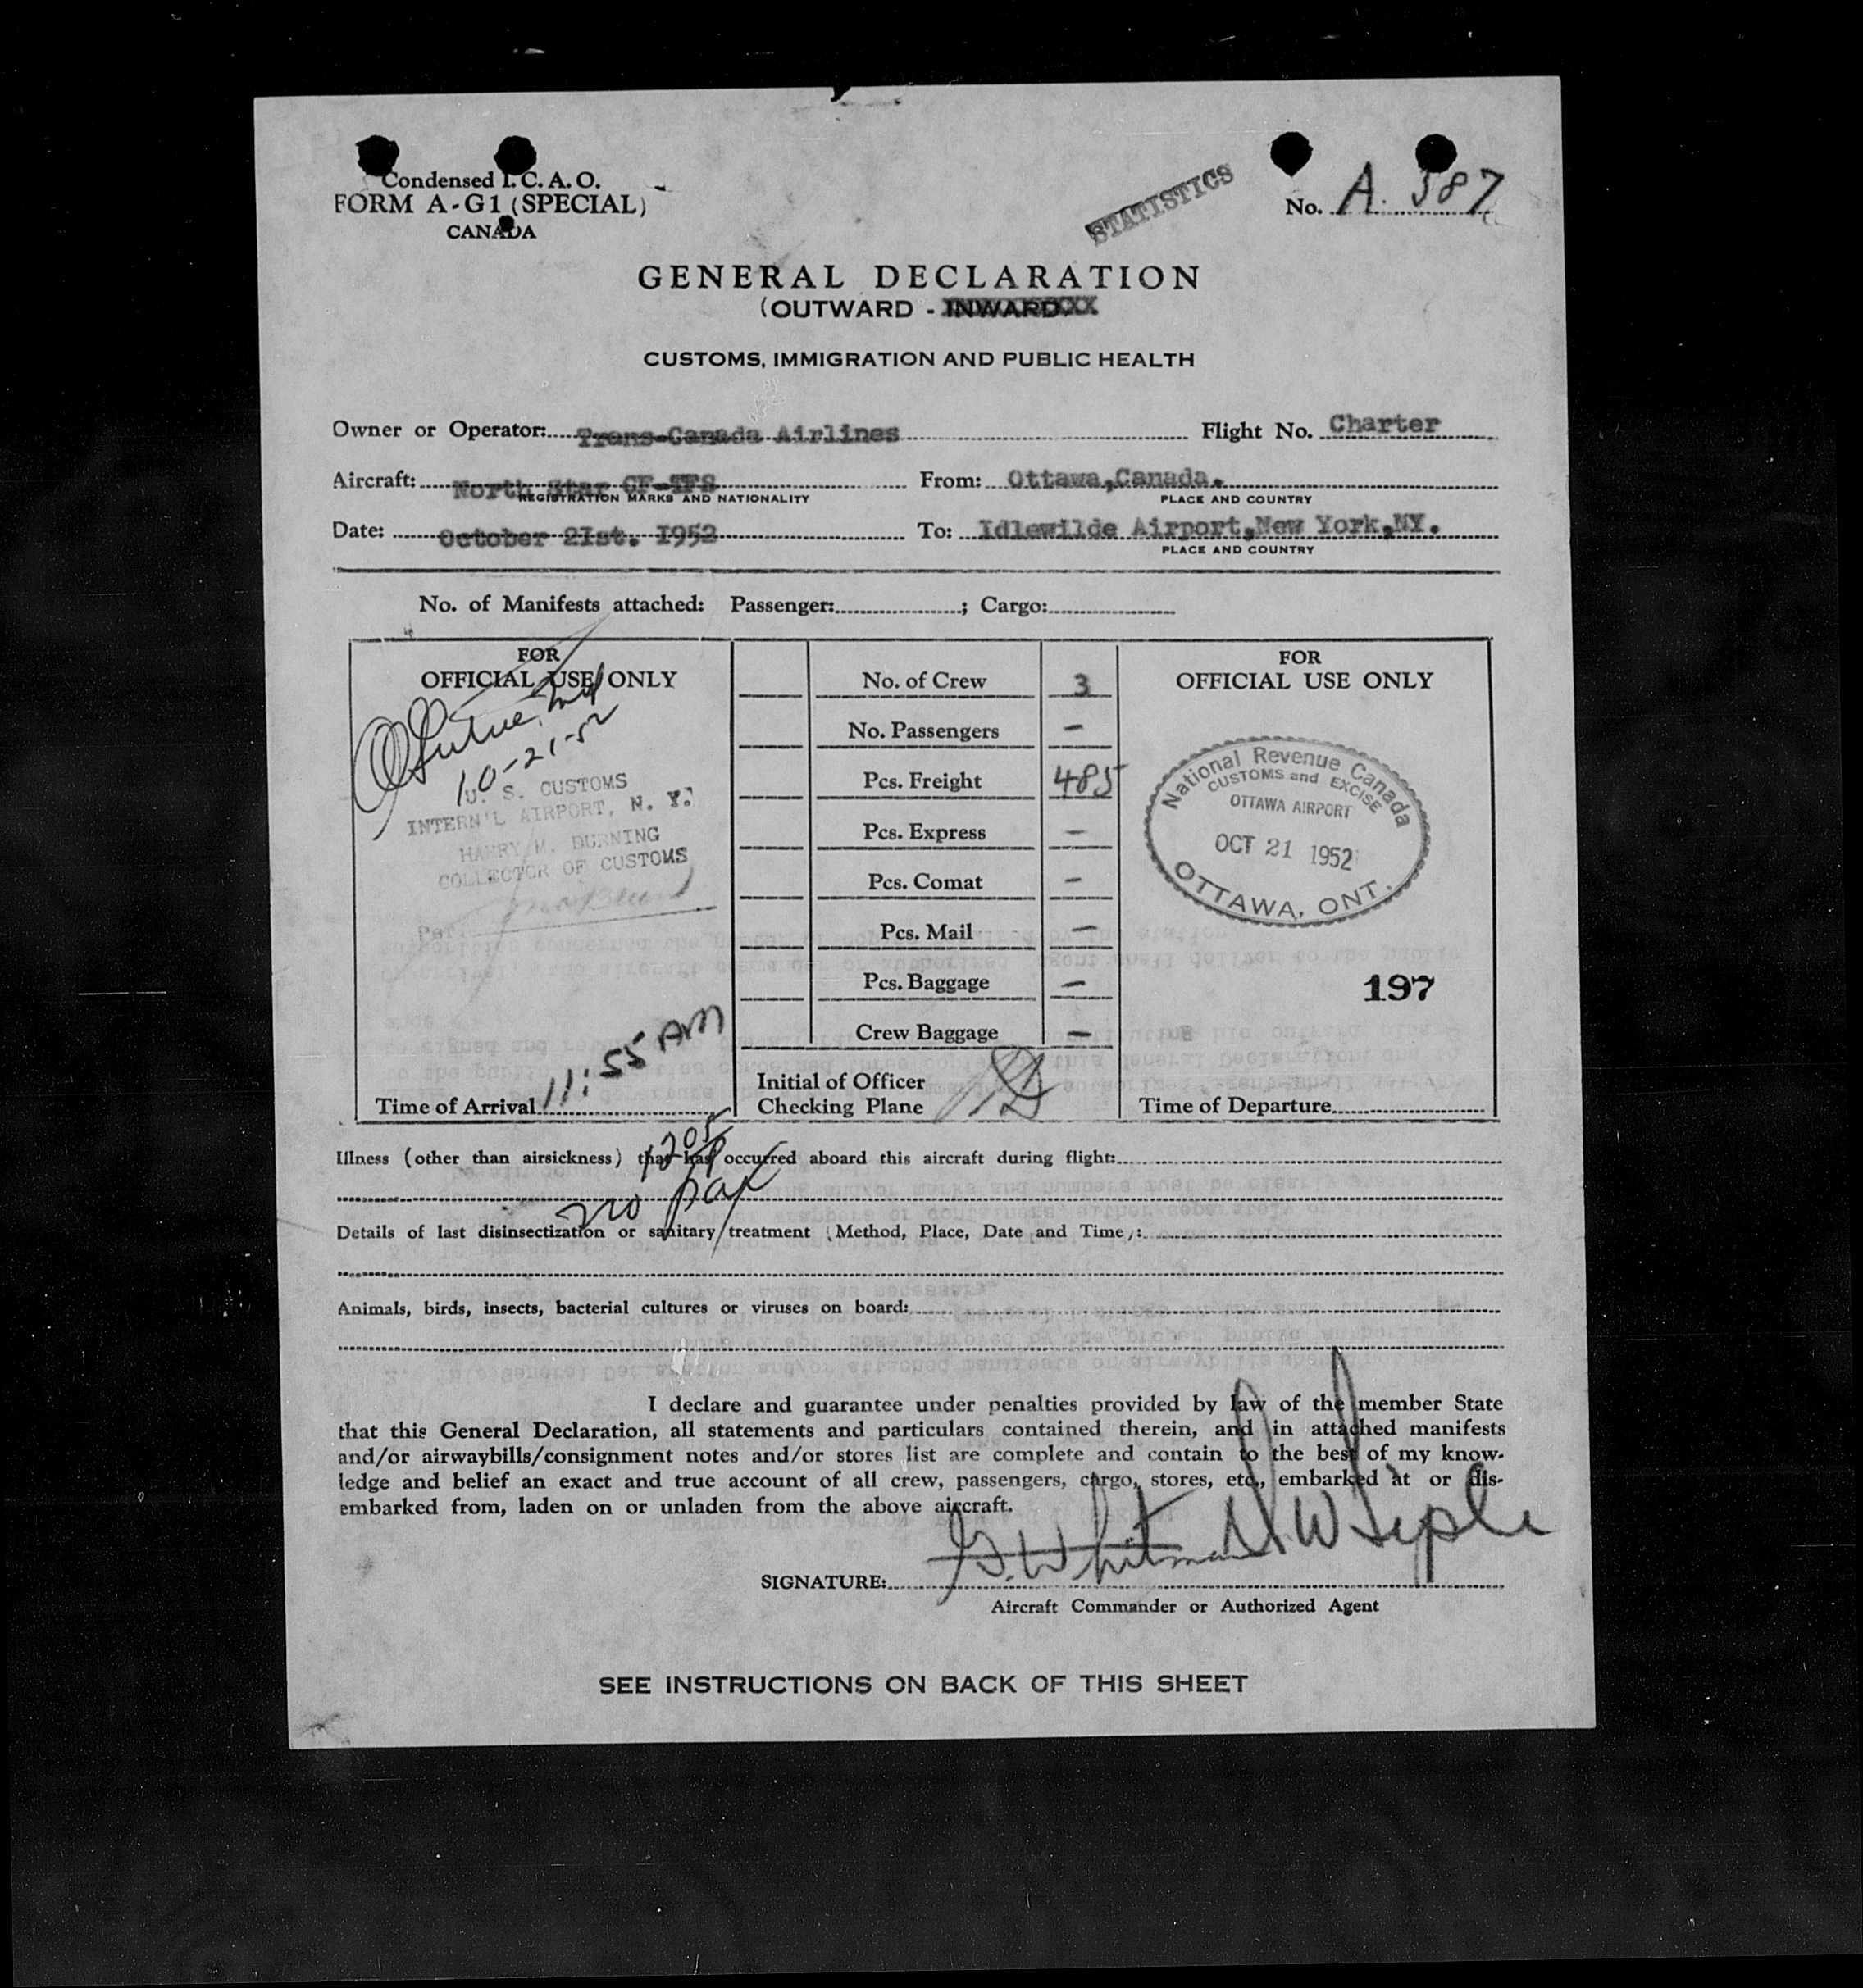 Condensed I. C. A. O.
FORM A-G1 (SPECIAL)
CANADA
STATISTICS
No. A. 387
GENERAL DECLARATION
(OUTWARD - INWARD
CUSTOMS, IMMIGRATION AND PUBLIC HEALTH
Owner or Operator: Trans-Canada Airlines Flight No. Charter
Aircraft: North Star CF-TFS From: Ottawa,Canada.
REGISTRATION MARKS AND NATIONALITY PLACE AND COUNTRY
Date: October 2Ist. I952 To: Idlewilde Airport,New York,NY.
PLACE AND COUNTRY
No. of Manifests attached: Passenger: ; Cargo:
FOR
OFFICIAL USE ONLY
10-21-52
U. S. CUSTOMS
INTERN'L AIRPORT, N. Y.
HARRY M. DURNING
COLLECTOR OF CUSTOMS
Per
Time of Arrival 11:55 AM
No. of Crew 3
No. Passengers -
Pcs. Freight 485
Pcs. Express -
Pcs. Comat -
Pcs. Mail -
Pcs. Baggage -
Crew Baggage -
Initial of Officer
Checking Plane
FOR
OFFICIAL USE ONLY
National Revenue Canada
CUSTOMS and EXCISE
OTTAWA AIRPORT
OCT 21 1952
OTTAWA, ONT.
197
Time of Departure
1205
Illness (other than airsickness) that has occurred aboard this aircraft during flight:
no pax
Details of last disinsectization or sanitary treatment (Method, Place, Date and Time):
Animals, birds, insects, bacterial cultures or viruses on board:
I declare and guarantee under penalties provided by law of the member State
that this General Declaration, all statements and particulars contained therein, and in attached manifests
and/or airwaybills/consignment notes and/or stores list are complete and contain to the best of my know-
ledge and belief an exact and true account of all crew, passengers, cargo, stores, etc., embarked at or dis-
embarked from, laden on or unladen from the above aircraft.
SIGNATURE: G. Whitman
Aircraft Commander or Authorized Agent
SEE INSTRUCTIONS ON BACK OF THIS SHEET